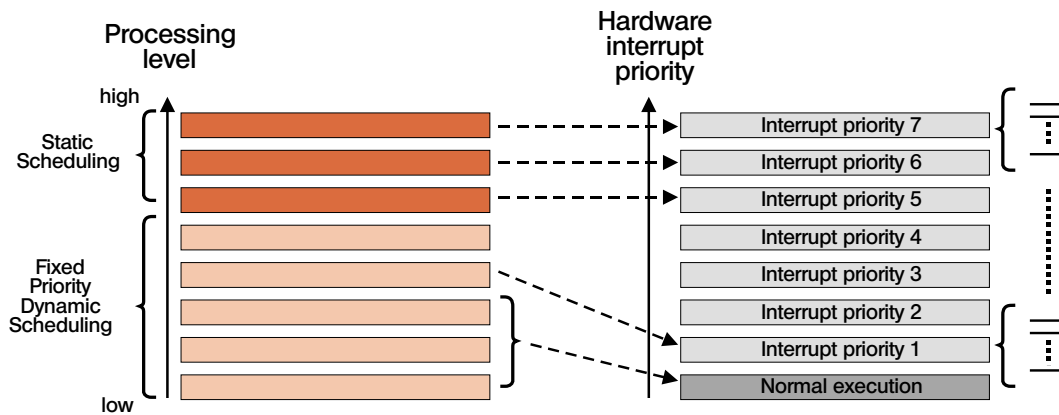 Processing
level
high
Static
Scheduling
Fixed
Priority
Dynamic
Scheduling
low
Hardware
interrupt
priority
Interrupt priority 7
Interrupt priority 6
Interrupt priority 5
Interrupt priority 4
Interrupt priority 3
Interrupt priority 2
Interrupt priority 1
Normal execution